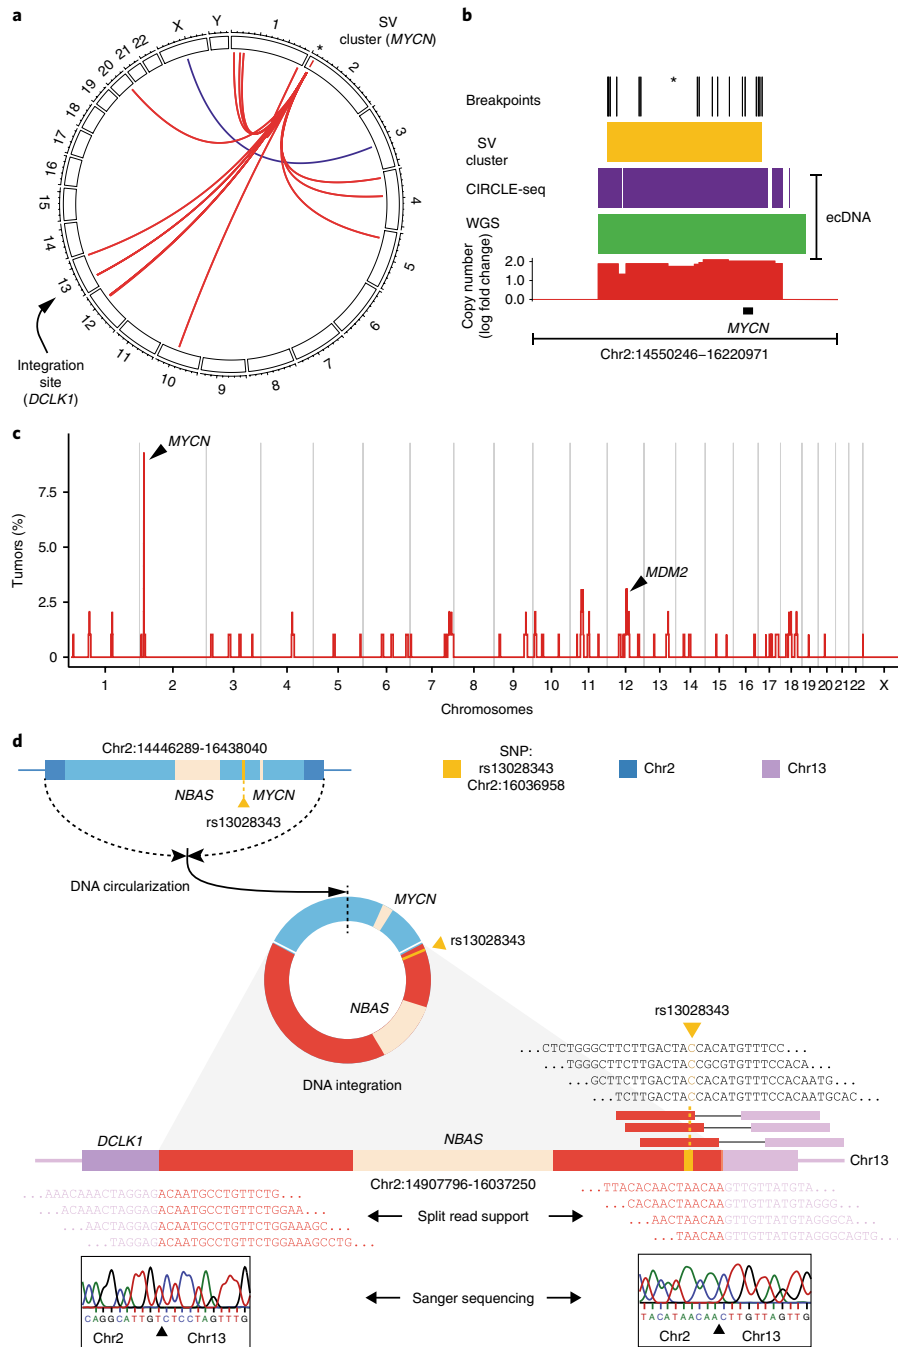 a
SV
cluster (MYCN)
*
1
2
3
4
5
6
7
8
9
10
11
12
13
14
15
16
17
18
19
20
21
22
X
Y
Integration
site
(DCLK1)
b
Breakpoints
*
SV
cluster
CIRCLE-seq
WGS
ecDNA
Copy number
(log fold change)
2.0
1.0
0.0
MYCN
Chr2:14550246–16220971
c
Tumors (%)
7.5
5.0
2.5
0
MYCN
MDM2
1 2 3 4 5 6 7 8 9 10 11 12 13 14 15 16 17 18 19 20 21 22 X
Chromosomes
d
Chr2:14446289-16438040
NBAS
MYCN
rs13028343
SNP:
rs13028343
Chr2:16036958
Chr2
Chr13
DNA circularization
MYCN
rs13028343
NBAS
DNA integration
rs13028343
...CTCTGGGCTTCTTGACTACCACATGTTTCC...
...TGGGCTTCTTGACTACCGCGTGTTTCCACA...
...GCTTCTTGACTACCACATGTTTCCACAATG...
...TCTTGACTACCACATGTTTCCACAATGCAC...
DCLK1
NBAS
Chr13
Chr2:14907796-16037250
...AAACAAACTAGGAGACAATGCCTGTTCTG...
...ACAAACTAGGAGACAATGCCTGTTCTGGAA...
...AACTAGGAGACAATGCCTGTTCTGGAAAGC...
...TAGGAGACAATGCCTGTTCTGGAAAGCCTG...
Split read support
...TTACACAACTAACAAGTTGTTATGTA...
...CACAACTAACAAGTTGTTATGTAGGG...
...AACTAACAAGTTGTTATGTAGGGCA...
...TAACAAGTTGTTATGTAGGGCAGTG...
Sanger sequencing
CAGGCATTGTCTCCTAGTTTG
Chr2
Chr13
TACATAACAACTTGTTAGTTG
Chr2
Chr13